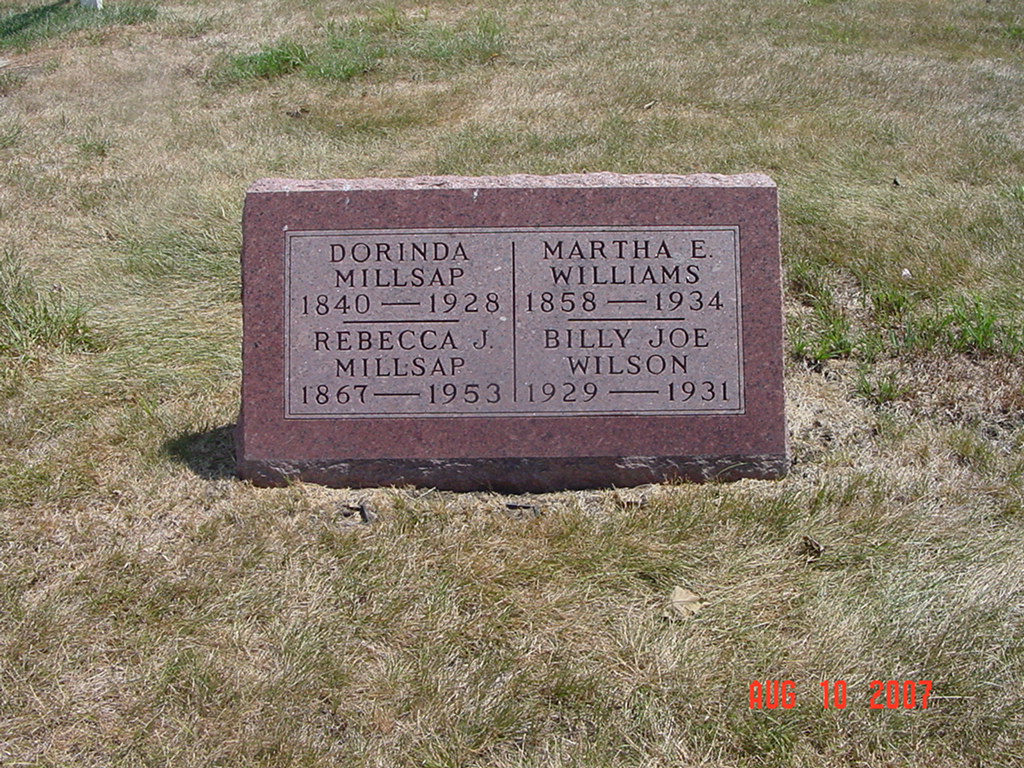 DORINDA
MILLSAP
1840 — 1928
REBECCA J.
MILLSAP
1867 — 1953
MARTHA E.
WILLIAMS
1858 — 1934
BILLY JOE
WILSON
1929 — 1931
AUG 10 2007